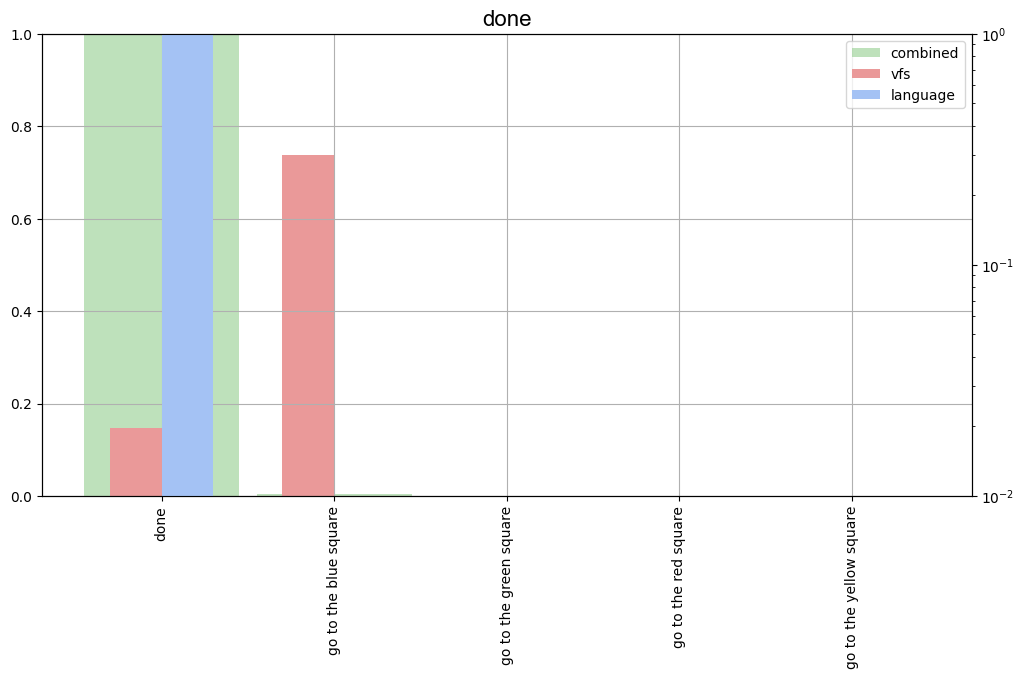 done
1.0
0.8
0.6
0.4
0.2
0.0
10⁰
10⁻¹
10⁻²
combined
vfs
language
done
go to the blue square
go to the green square
go to the red square
go to the yellow square